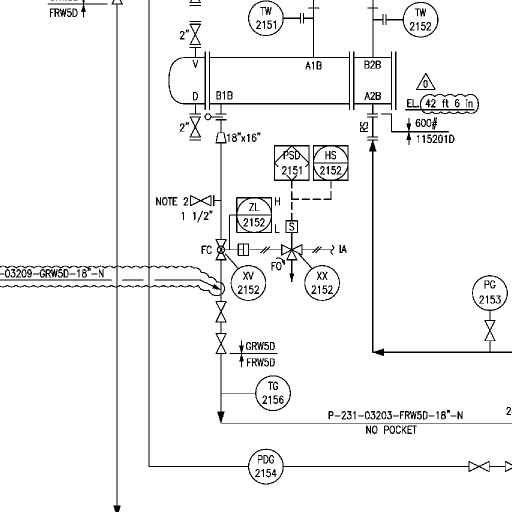 FRW5D
TW
2151
TW
2152
2"
V
A1B
B2B
D
B1B
A2B
0
EL. 42 ft 6 in
2"
18"x16"
RS
600#
115201D
PSD
2151
HS
2152
NOTE 2
1 1/2"
ZL
2152
H
L
S
FC
IA
FO
XV
2152
XX
2152
-03209-GRW5D-18"-N
PG
2153
GRW5D
FRW5D
TG
2156
P-231-03203-FRW5D-18"-N
NO POCKET
2
PDG
2154